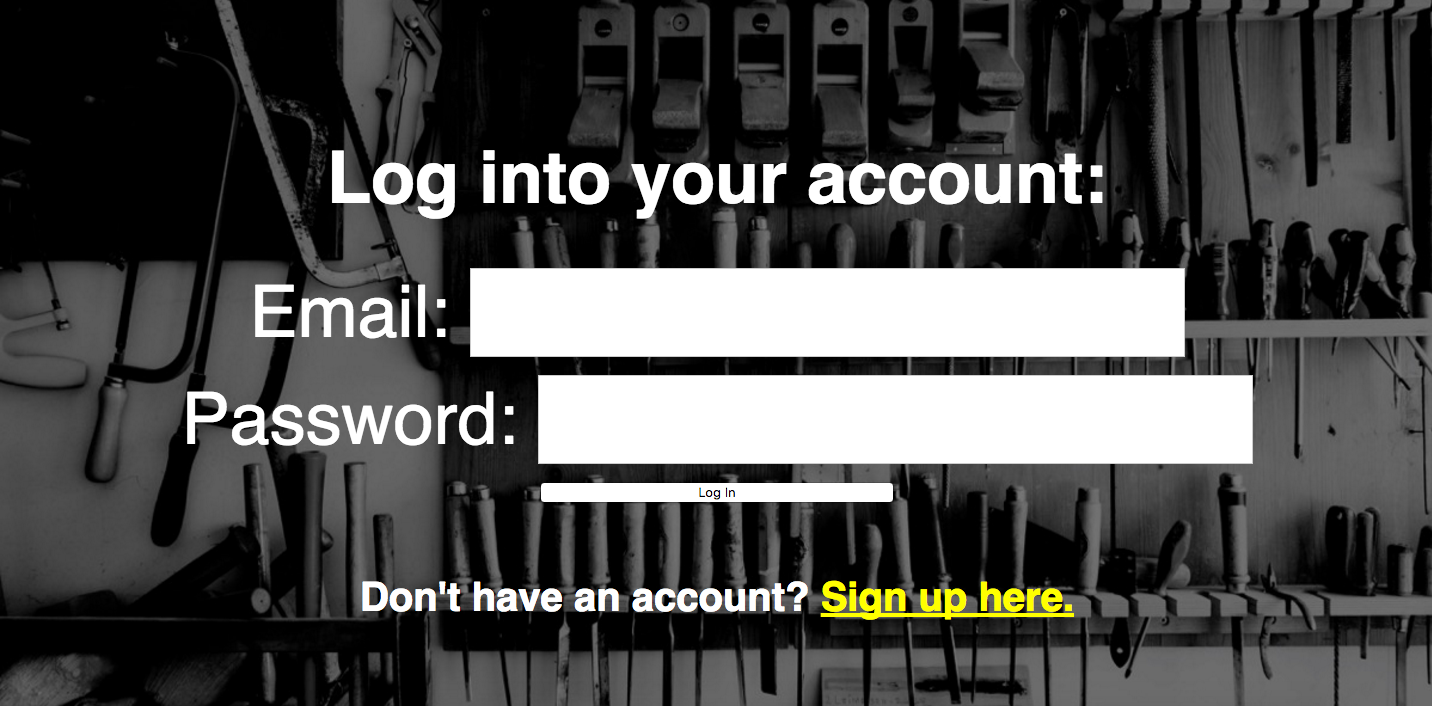 Log into your account:
Email:
Password:
Log In
Don't have an account? Sign up here.